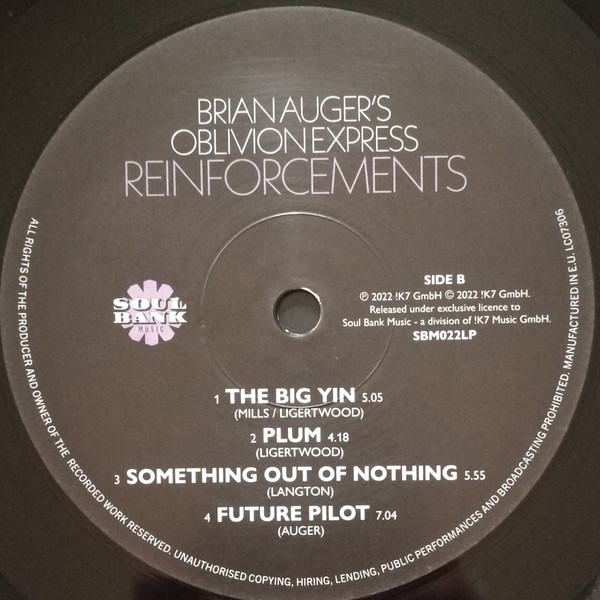 BRIAN AUGER'S
OBLIVION EXPRESS
REINFORCEMENTS
SOUL
BANK
MUSIC
SIDE B
℗ 2022 !K7 GmbH © 2022 !K7 GmbH.
Released under exclusive licence to
Soul Bank Music - a division of !K7 Music GmbH.
SBM022LP
1 THE BIG YIN 5.05
(MILLS / LIGERTWOOD)
2 PLUM 4.18
(LIGERTWOOD)
3 SOMETHING OUT OF NOTHING 5.55
(LANGTON)
4 FUTURE PILOT 7.04
(AUGER)
ALL RIGHTS OF THE PRODUCER AND OWNER OF THE RECORDED WORK RESERVED. UNAUTHORISED COPYING, HIRING, LENDING, PUBLIC PERFORMANCES AND BROADCASTING PROHIBITED. MANUFACTURED IN E.U. LC07306